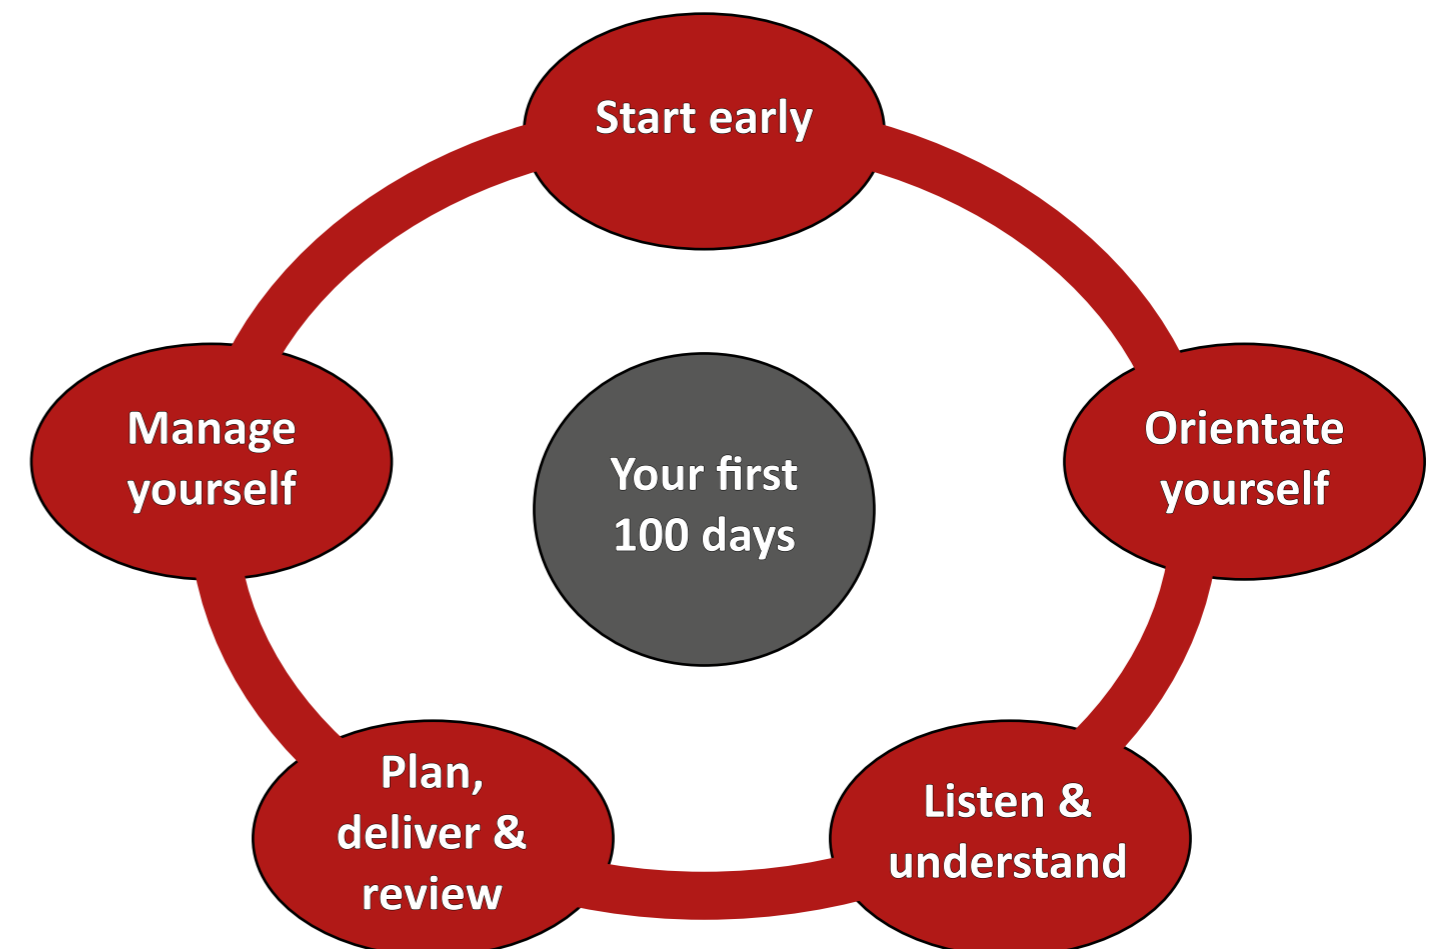 Start early
Orientate
yourself
Listen &
understand
Plan,
deliver &
review
Manage
yourself
Your first
100 days